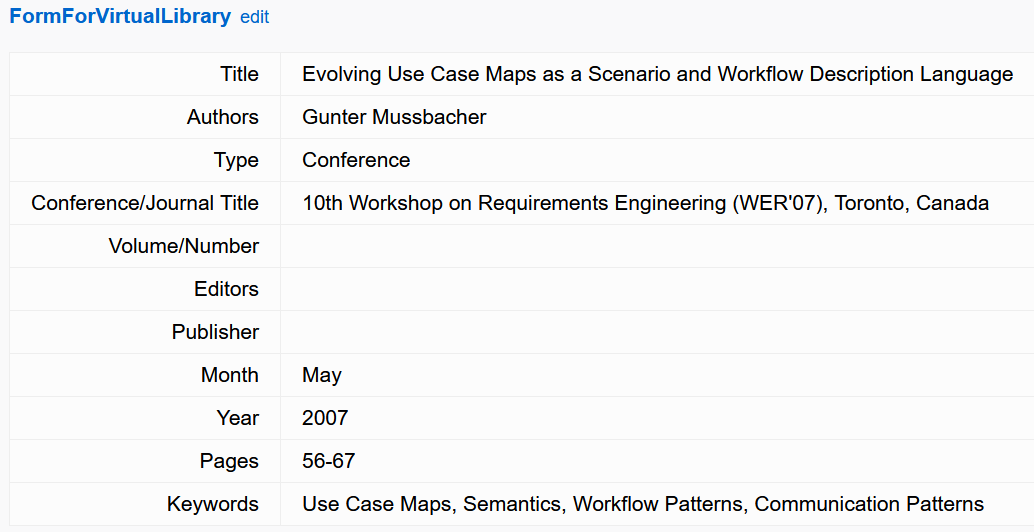 FormForVirtualLibrary edit
Title Evolving Use Case Maps as a Scenario and Workflow Description Language
Authors Gunter Mussbacher
Type Conference
Conference/Journal Title 10th Workshop on Requirements Engineering (WER'07), Toronto, Canada
Volume/Number
Editors
Publisher
Month May
Year 2007
Pages 56-67
Keywords Use Case Maps, Semantics, Workflow Patterns, Communication Patterns